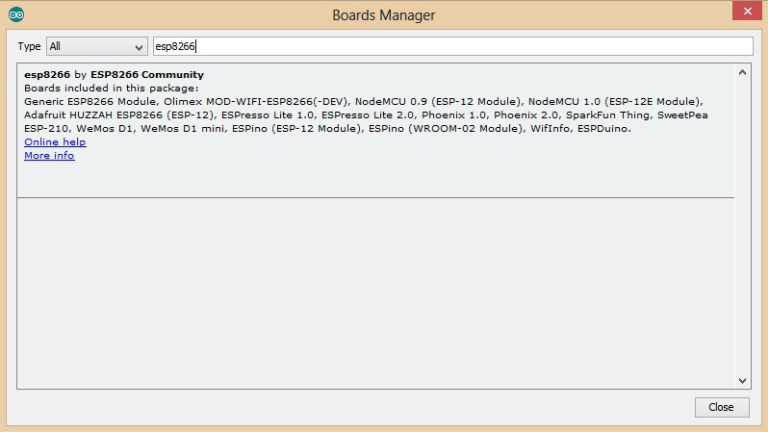 Boards Manager
Type All esp8266
esp8266 by ESP8266 Community
Boards included in this package:
Generic ESP8266 Module, Olimex MOD-WIFI-ESP8266(-DEV), NodeMCU 0.9 (ESP-12 Module), NodeMCU 1.0 (ESP-12E Module),
Adafruit HUZZAH ESP8266 (ESP-12), ESPresso Lite 1.0, ESPresso Lite 2.0, Phoenix 1.0, Phoenix 2.0, SparkFun Thing, SweetPea
ESP-210, WeMos D1, WeMos D1 mini, ESPino (ESP-12 Module), ESPino (WROOM-02 Module), WifInfo, ESPDuino.
Online help
More info
Close